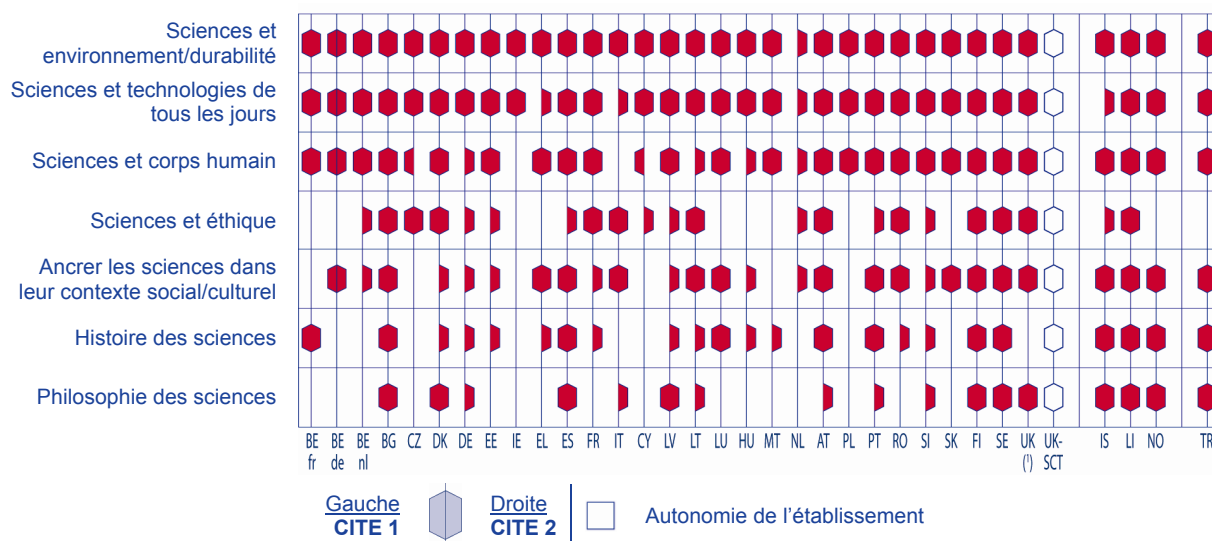 Sciences et
environnement/durabilité
Sciences et technologies de
tous les jours
Sciences et corps humain
Sciences et éthique
Ancrer les sciences dans
leur contexte social/culturel
Histoire des sciences
Philosophie des sciences
BE BE BE BG CZ DK DE EE IE EL ES FR IT CY LV LT LU HU MT NL AT PL PT RO SI SK FI SE UK UK- IS LI NO TR
fr de nl (¹) SCT
Gauche Droite
CITE 1 CITE 2
Autonomie de l'établissement